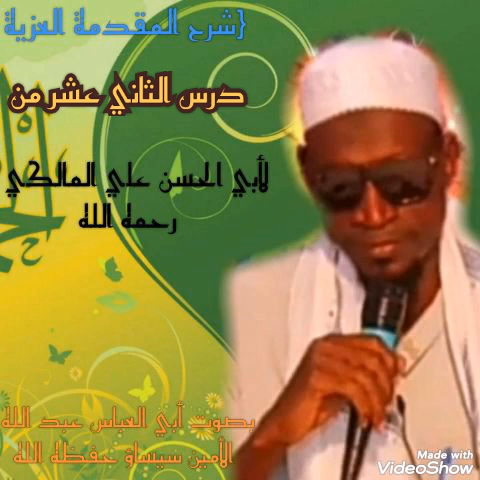 {شرح المقدمة العزية
درس الثاني عشر من
لأبي الحسن علي المالكي
رحمه الله
بصوت أبي العباس عبد الله
الأمين سيساو حفظه الله
Made with
VideoShow